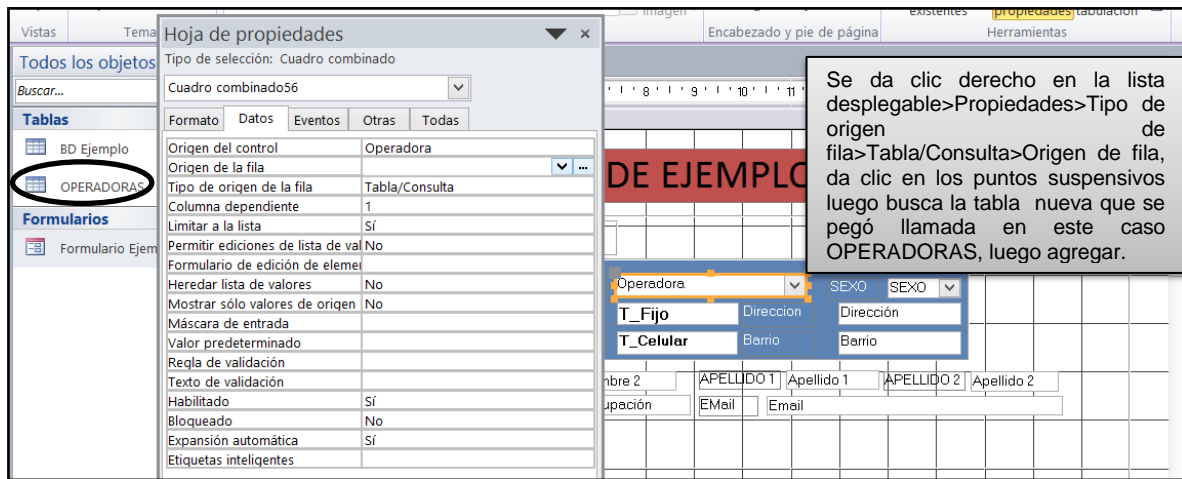 Imagen
existentes
propiedades tabulación
Vistas
Tema
Encabezado y pie de página
Herramientas
Todos los objetos
Buscar...
Tablas
BD Ejemplo
OPERADORAS
Formularios
Formulario Ejem
Hoja de propiedades
Tipo de selección: Cuadro combinado
Cuadro combinado56
Formato Datos Eventos Otras Todas
Origen del control Operadora
Origen de la fila
Tipo de origen de la fila Tabla/Consulta
Columna dependiente 1
Limitar a la lista Sí
Permitir ediciones de lista de val No
Formulario de edición de eleme
Heredar lista de valores No
Mostrar sólo valores de origen No
Máscara de entrada
Valor predeterminado
Regla de validación
Texto de validación
Habilitado Sí
Bloqueado No
Expansión automática Sí
Etiquetas inteligentes
8 9 10 11
DE EJEMPLO
Se da clic derecho en la lista
desplegable>Propiedades>Tipo de
origen de
fila>Tabla/Consulta>Origen de fila,
da clic en los puntos suspensivos
luego busca la tabla nueva que se
pegó llamada en este caso
OPERADORAS, luego agregar.
Operadora SEXO SEXO
T_Fijo Direccion Dirección
T_Celular Barrio Barrio
nbre 2 APELLIDO 1 Apellido 1 APELLIDO 2 Apellido 2
upación EMail Email